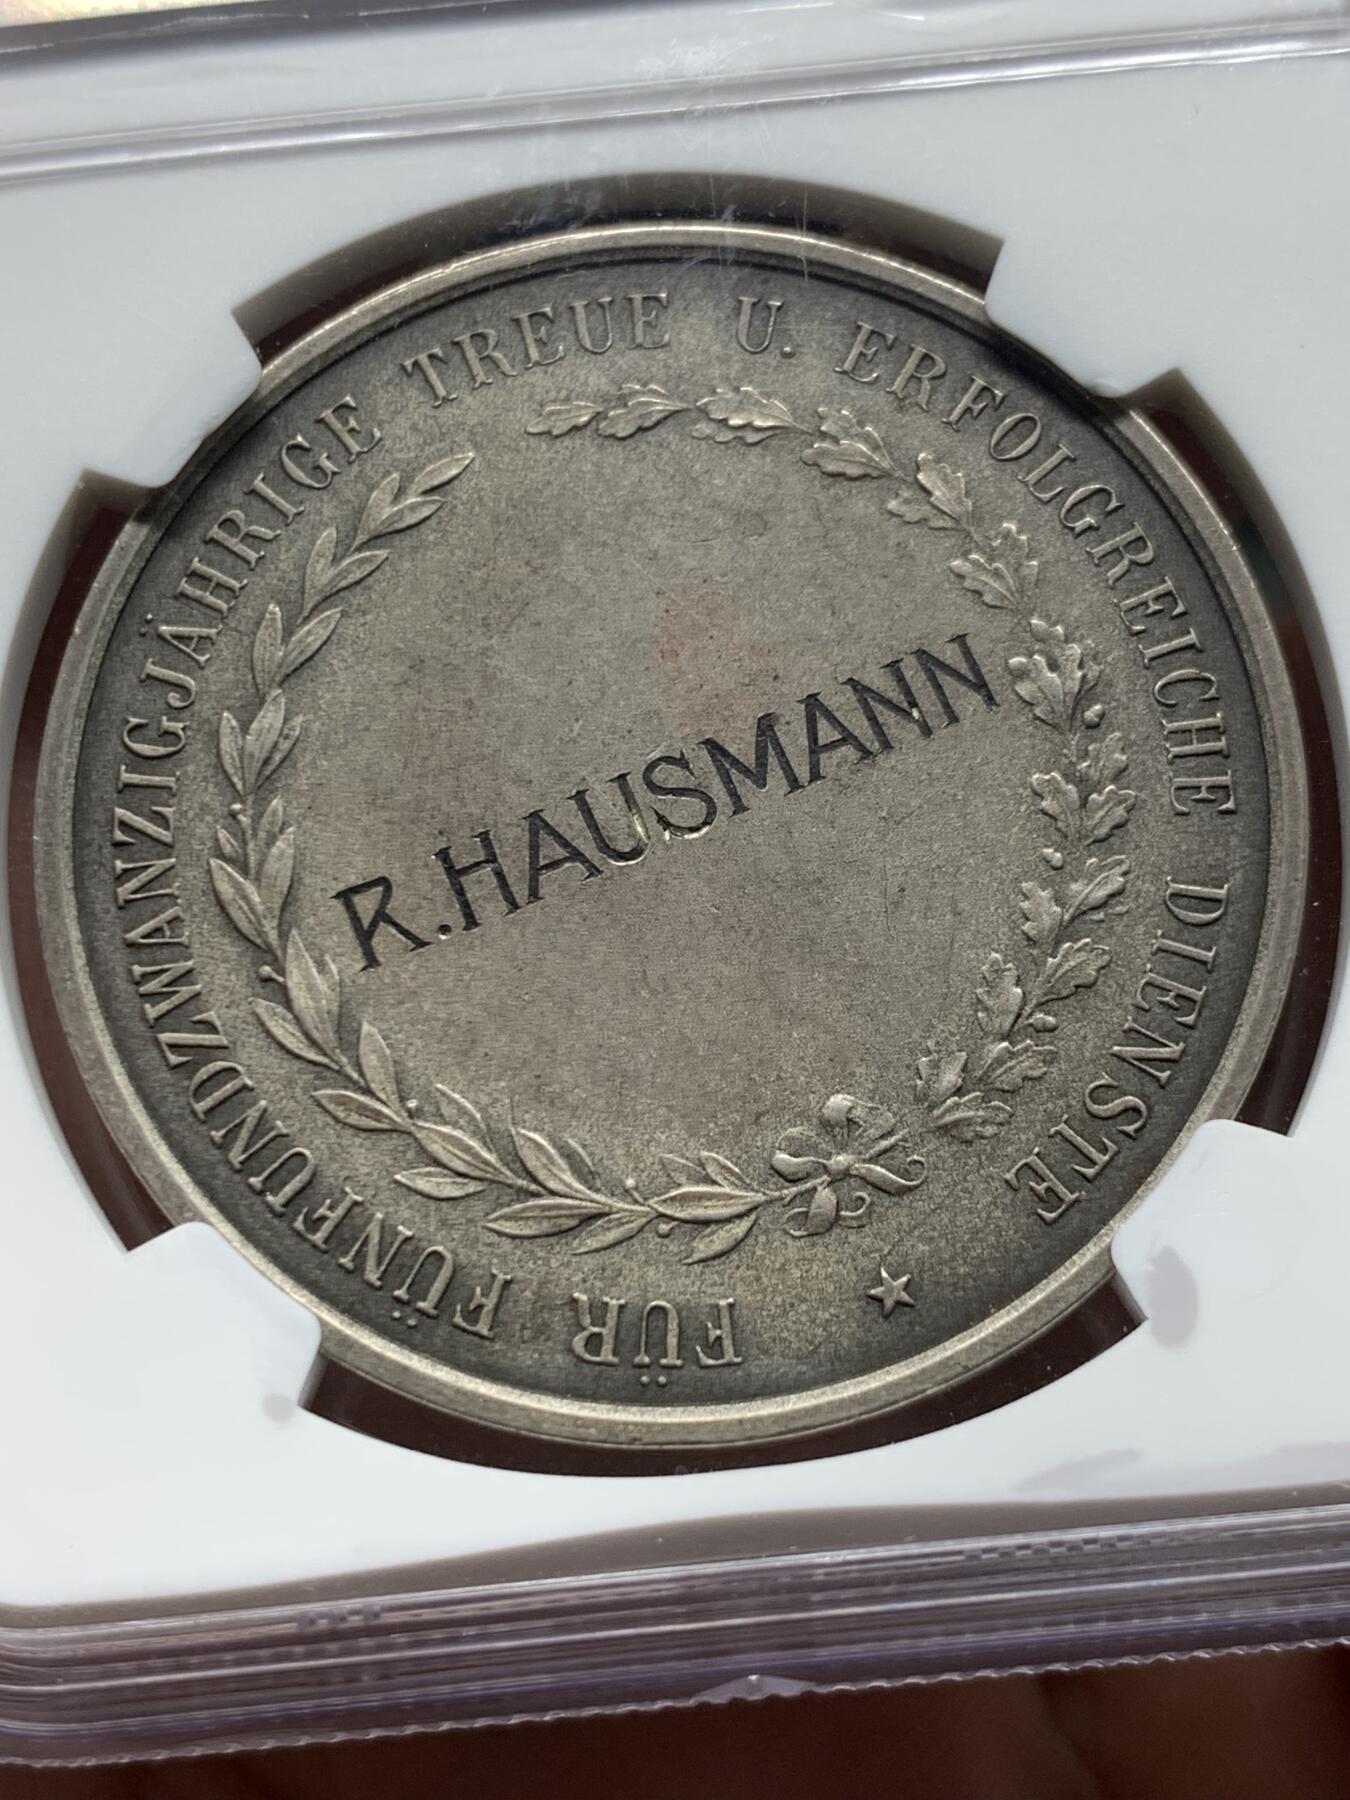 FÜR FÜNFUNDZWANZIGJÄHRIGE TREUE U. ERFOLGREICHE DIENSTE
R.HAUSMANN